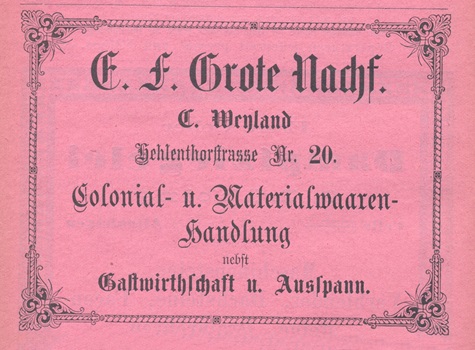 E. F. Grote Nachf.
C. Weyland
Hehlenthorstrasse Nr. 20.
Colonial- u. Materialwaaren-
Handlung
nebst
Gastwirthschaft u. Ausspann.